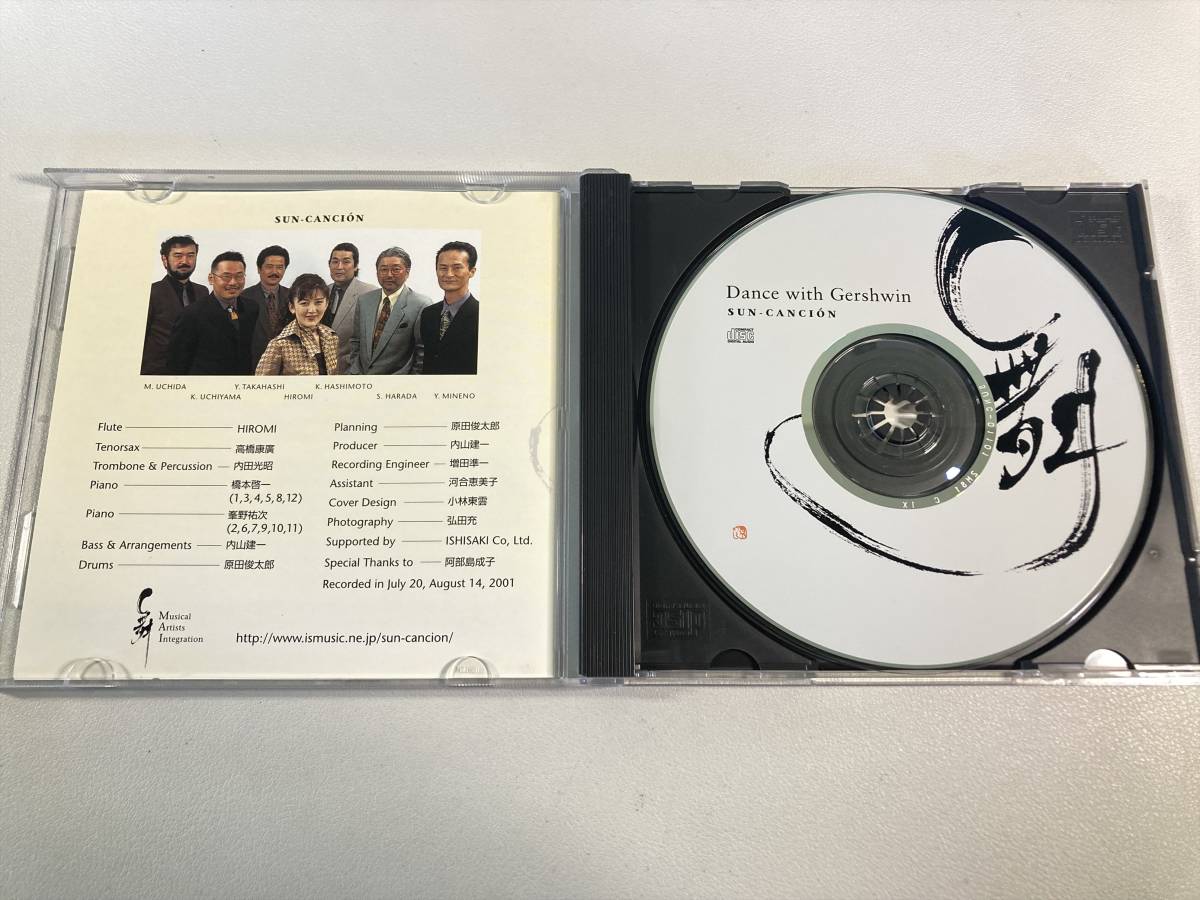 SUN-CANCIÓN
M. UCHIDA
Y. TAKAHASHI
K. HASHIMOTO
K. UCHIYAMA
HIROMI
S. HARADA
Y. MINENO
Flute HIROMI
Tenorsax 高橋康廣
Trombone & Percussion 内田光昭
Piano 橋本啓一
(1,3,4,5,8,12)
Piano 峯野祐次
(2,6,7,9,10,11)
Bass & Arrangements 内山建一
Drums 原田俊太郎
Planning 原田俊太郎
Producer 内山建一
Recording Engineer 増田準一
Assistant 河合恵美子
Cover Design 小林東雲
Photography 弘田充
Supported by ISHISAKI Co, Ltd.
Special Thanks to 阿部島成子
Recorded in July 20, August 14, 2001
Musical
Artists
Integration
http://www.ismusic.ne.jp/sun-cancion/
Dance with Gershwin
SUN-CANCIÓN
COMPACT
disc
DIGITAL AUDIO